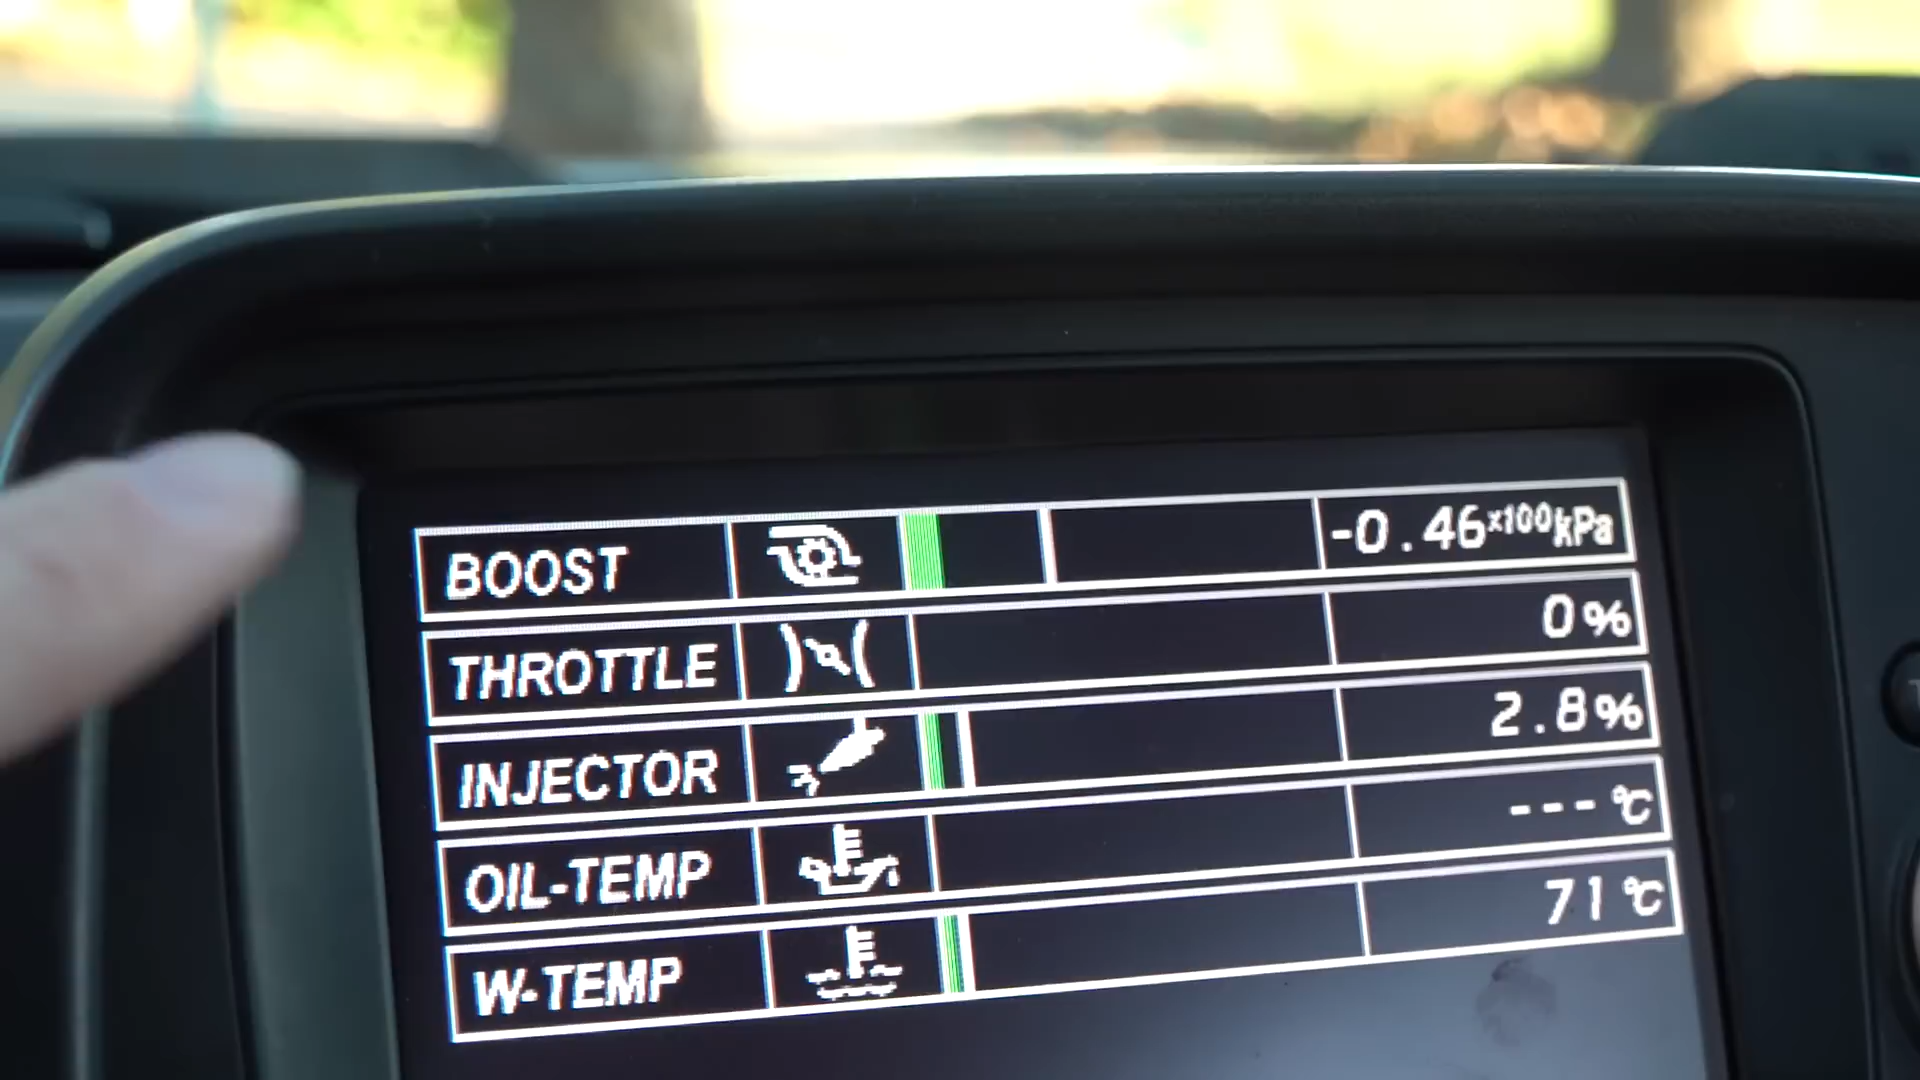 BOOST -0.46x100kPa
THROTTLE 0%
INJECTOR 2.8%
OIL-TEMP ---℃
W-TEMP 71℃